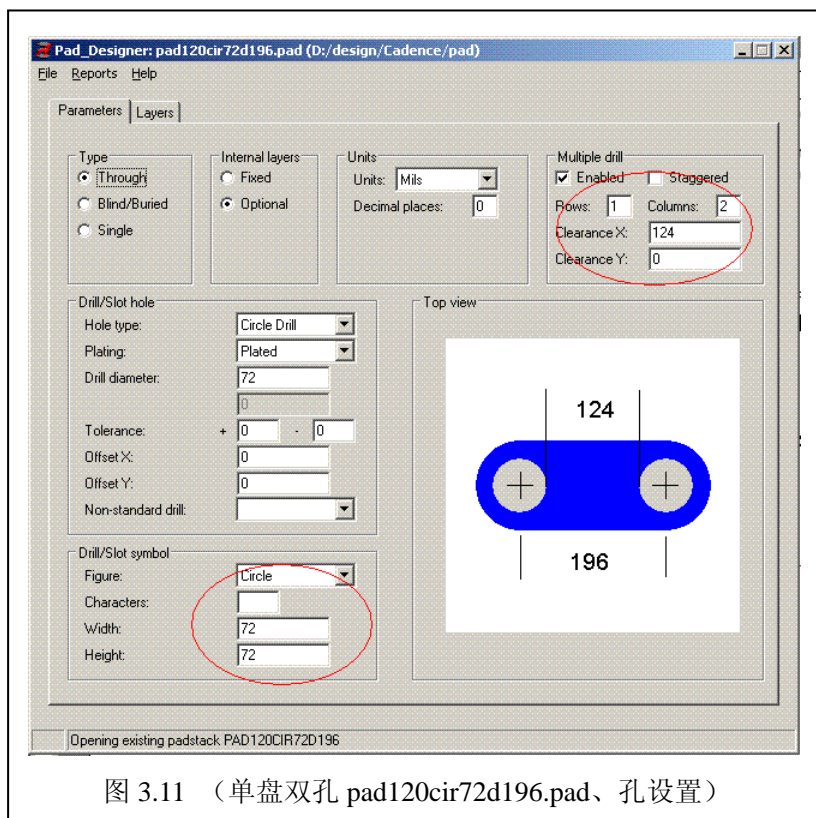 Pad_Designer: pad120cir72d196.pad (D:/design/Cadence/pad)
File Reports Help
Parameters Layers
Type
Through
Blind/Buried
Single
Internal layers
Fixed
Optional
Units
Units: Mils
Decimal places: 0
Multiple drill
Enabled Staggered
Rows: 1 Columns: 2
Clearance X: 124
Clearance Y: 0
Drill/Slot hole
Hole type: Circle Drill
Plating: Plated
Drill diameter: 72
0
Tolerance: + 0 - 0
Offset X: 0
Offset Y: 0
Non-standard drill:
Drill/Slot symbol
Figure: Circle
Characters:
Width: 72
Height: 72
Top view
124
196
Opening existing padstack PAD120CIR72D196
图 3.11 （单盘双孔 pad120cir72d196.pad、孔设置）